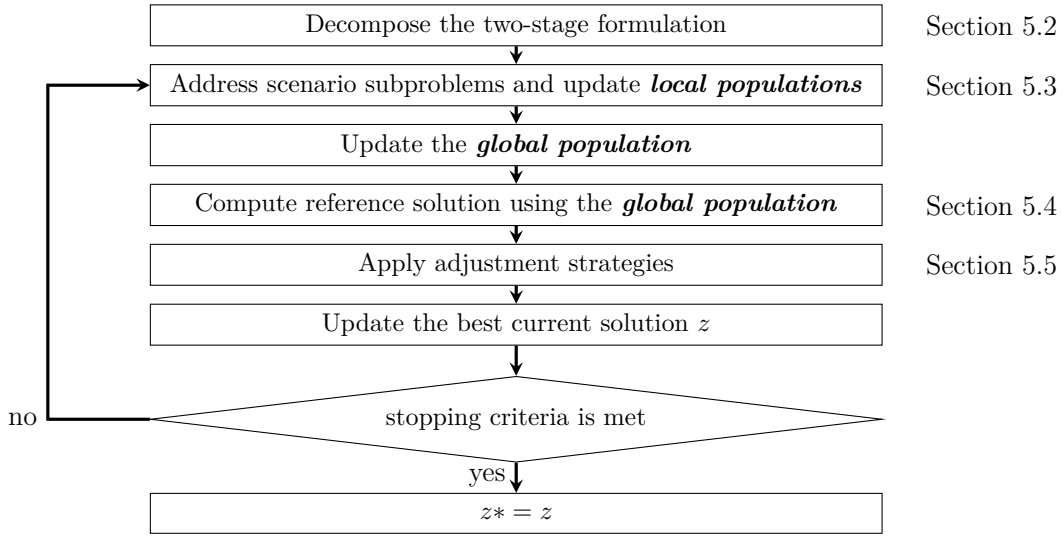 Decompose the two-stage formulation Section 5.2
Address scenario subproblems and update local populations Section 5.3
Update the global population
Compute reference solution using the global population Section 5.4
Apply adjustment strategies Section 5.5
Update the best current solution z
no stopping criteria is met
yes
z* = z